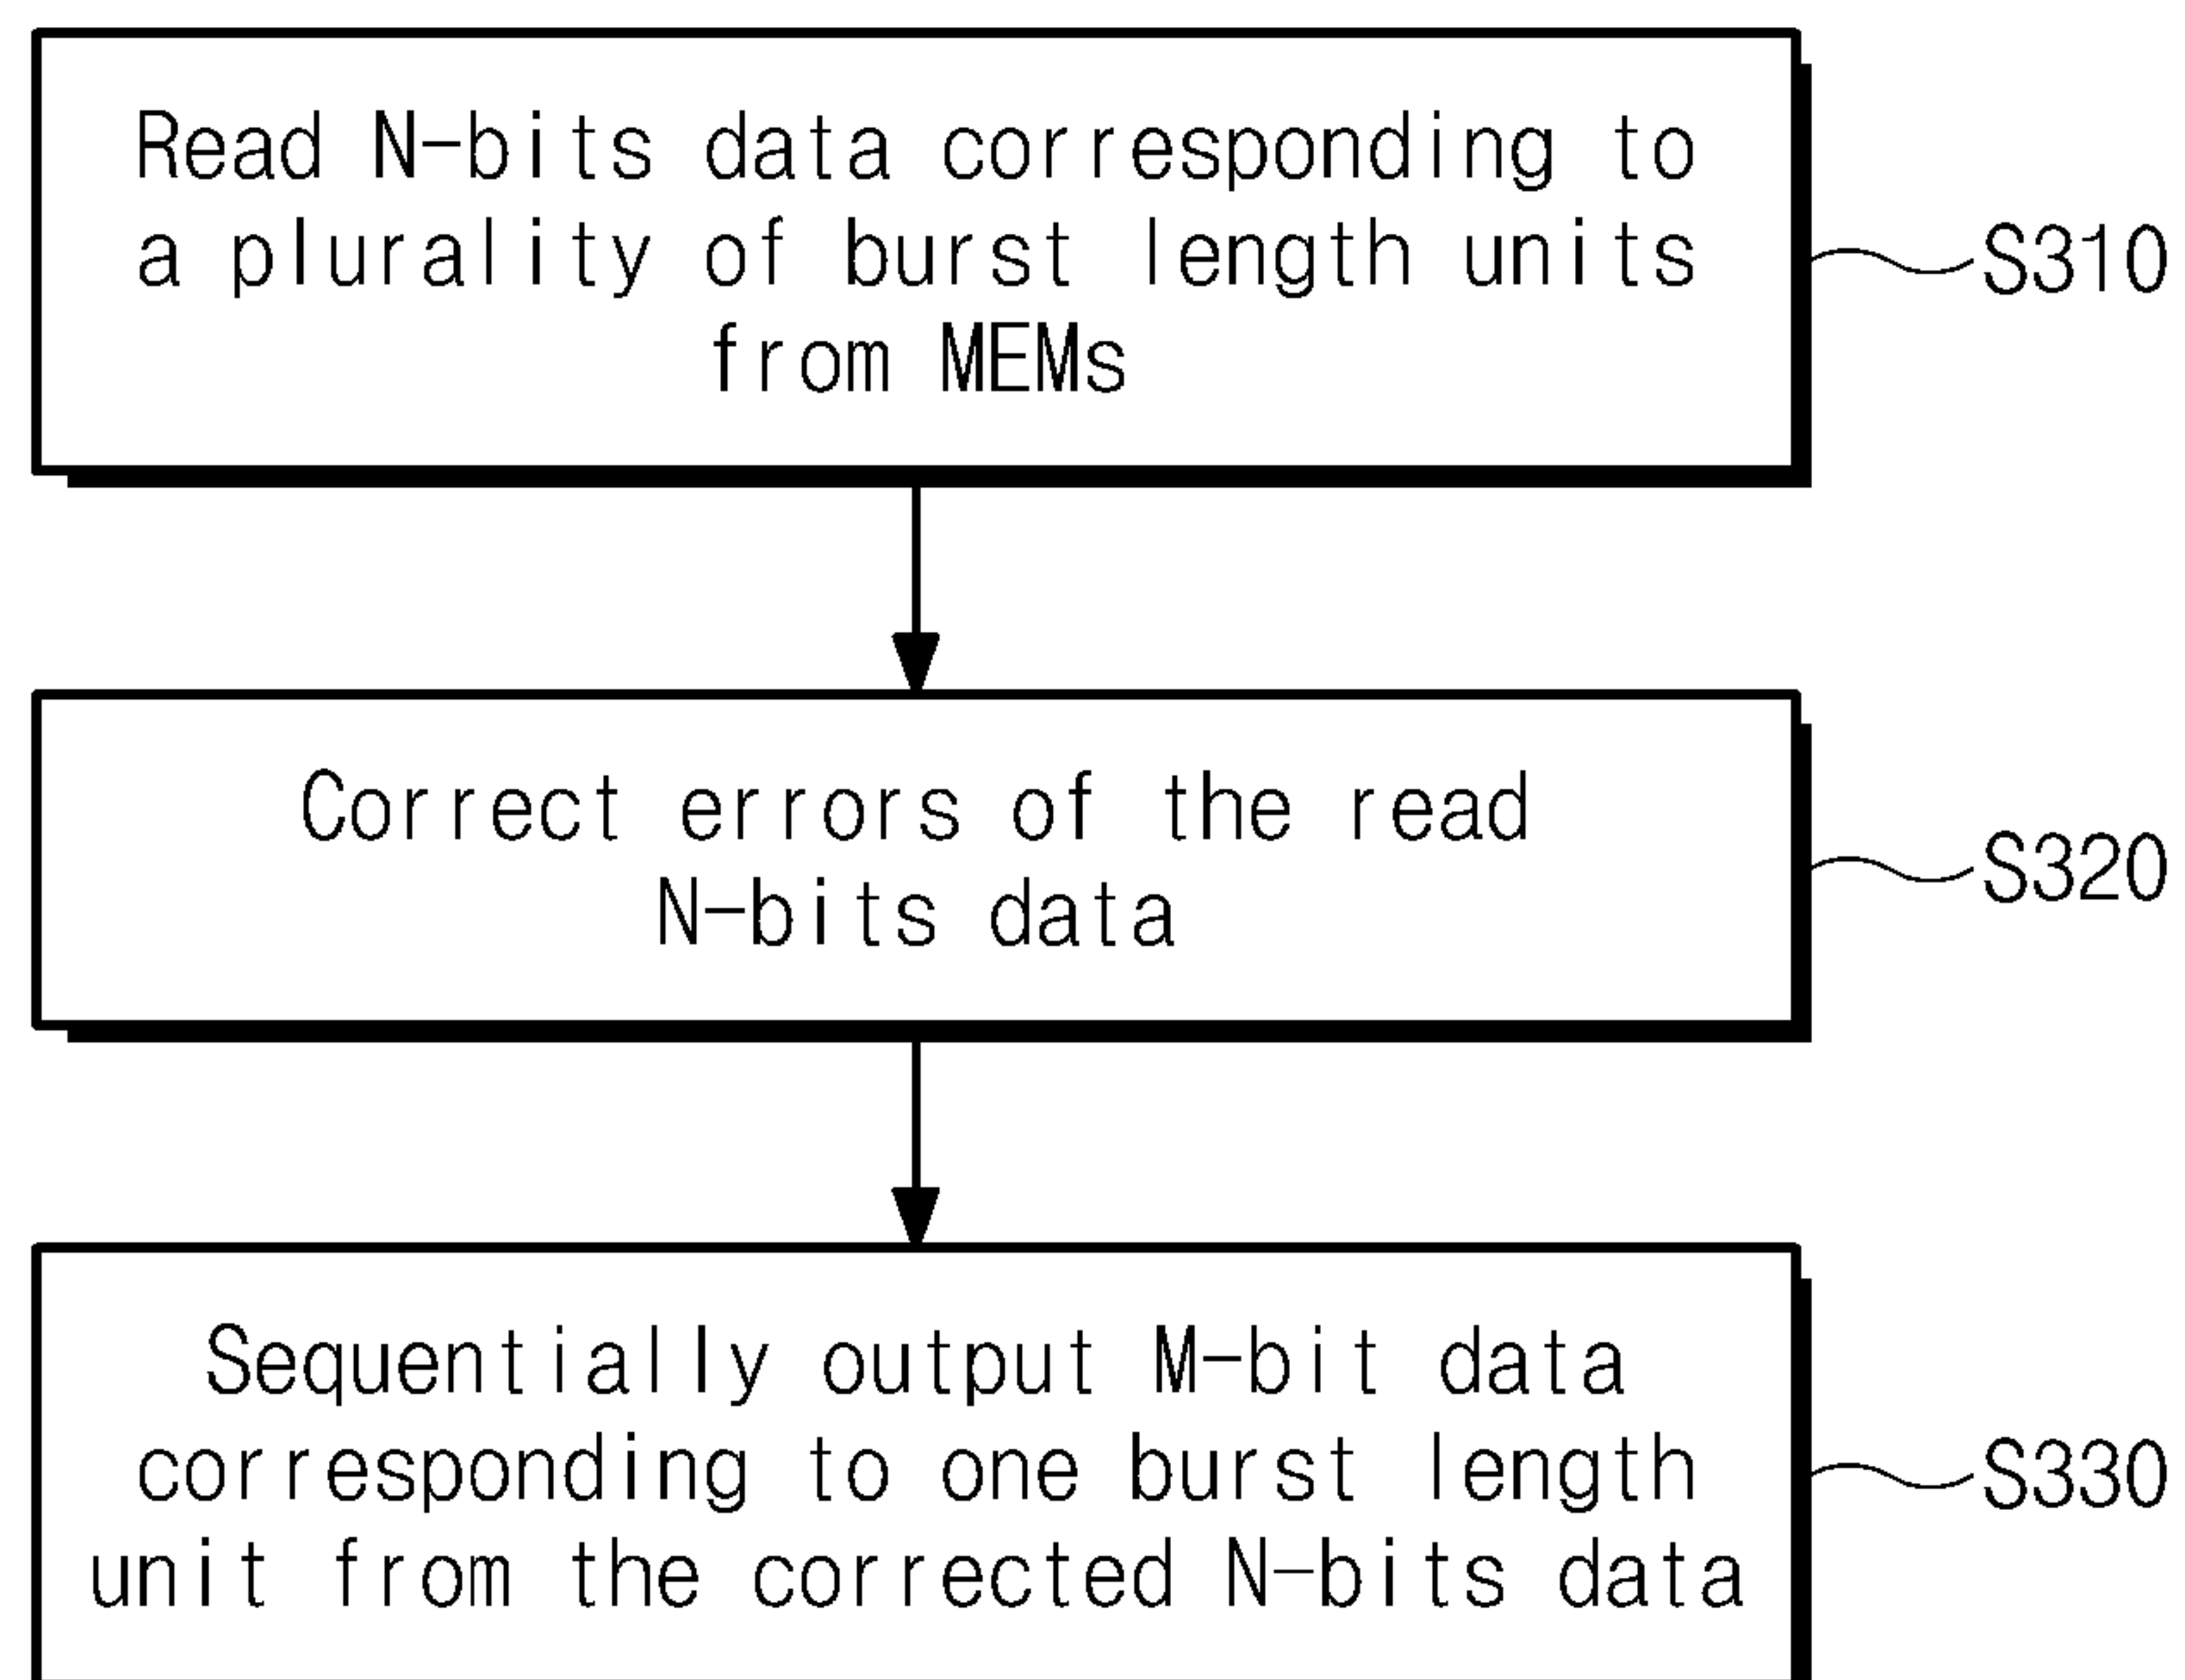 Read N-bits data corresponding to
a plurality of burst length units
from MEMs
S310
Correct errors of the read
N-bits data
S320
Sequentially output M-bit data
corresponding to one burst length
unit from the corrected N-bits data
S330